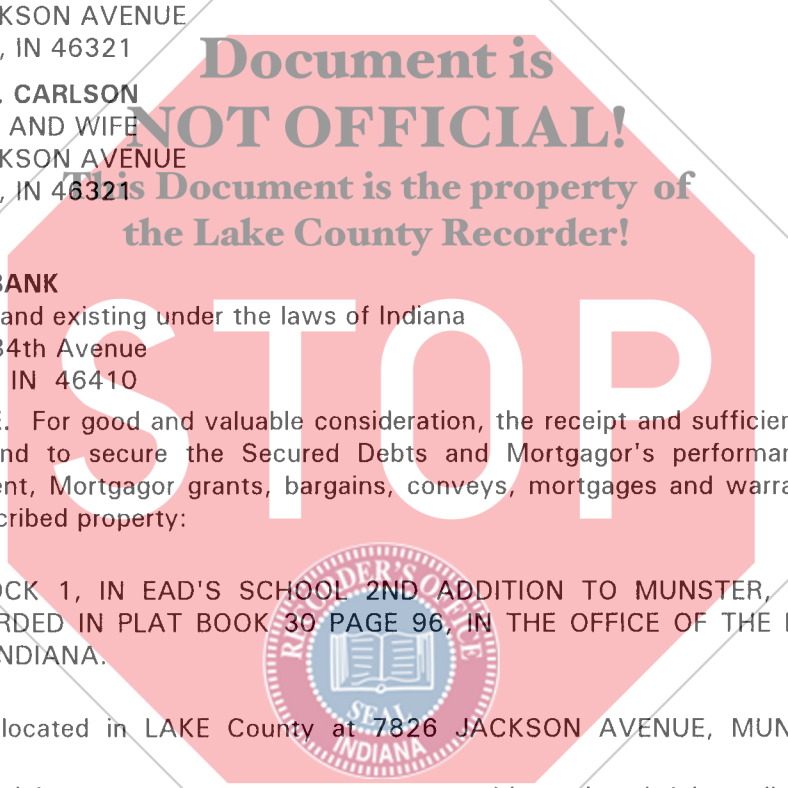 KSON AVENUE
, IN 46321
Document is
. CARLSON
AND WIFE
NOT OFFICIAL!
KSON AVENUE
, IN 46321
This Document is the property of
the Lake County Recorder!
BANK
and existing under the laws of Indiana
34th Avenue
IN 46410
STOP
. For good and valuable consideration, the receipt and sufficien
nd to secure the Secured Debts and Mortgagor's performan
ent, Mortgagor grants, bargains, conveys, mortgages and warra
cribed property:
OCK 1, IN EAD'S SCHOOL 2ND ADDITION TO MUNSTER,
RDED IN PLAT BOOK 30 PAGE 96, IN THE OFFICE OF THE
NDIANA.
RECORDER'S OFFICE
SEAL
INDIANA
located in LAKE County at 7826 JACKSON AVENUE, MUN